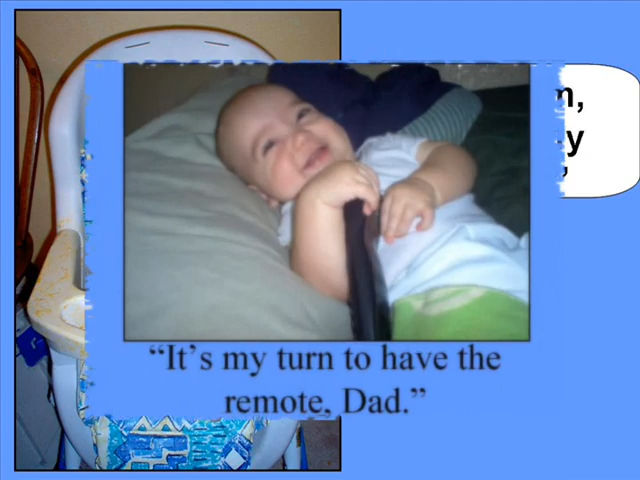 “It’s my turn to have the
remote, Dad.”